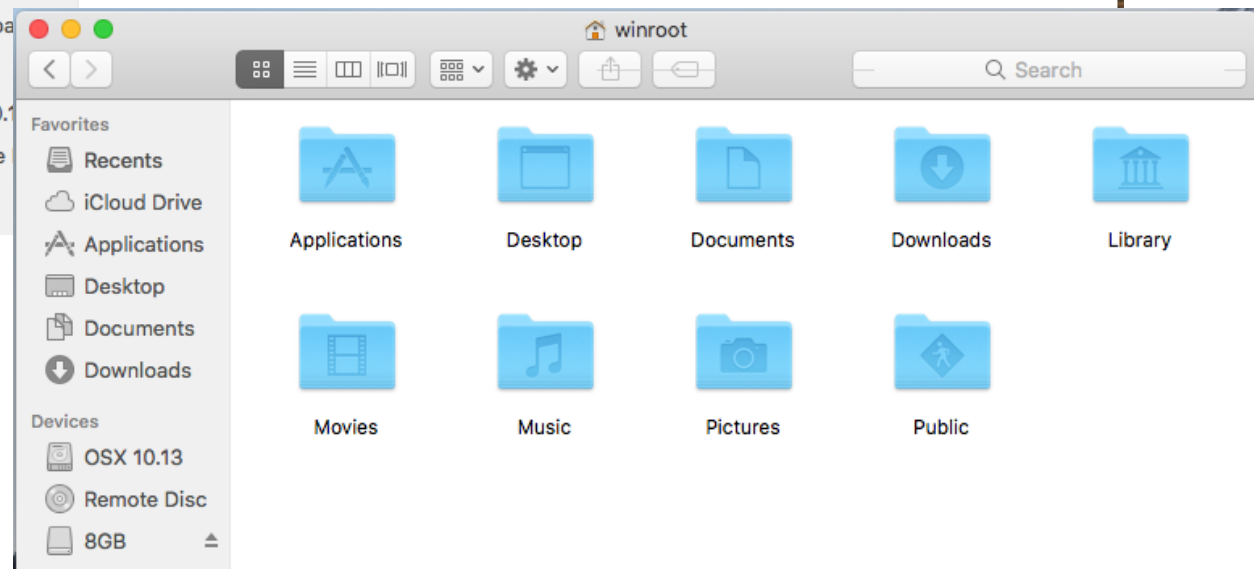 winroot
Search
Favorites
Recents
iCloud Drive
Applications
Desktop
Documents
Downloads
Devices
OSX 10.13
Remote Disc
8GB
Applications Desktop Documents Downloads Library
Movies Music Pictures Public